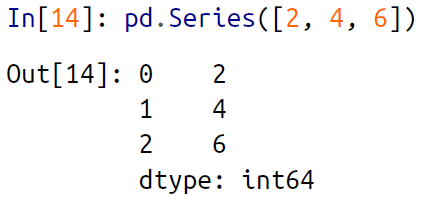 In[14]: pd.Series([2, 4, 6])
Out[14]: 0    2
         1    4
         2    6
         dtype: int64